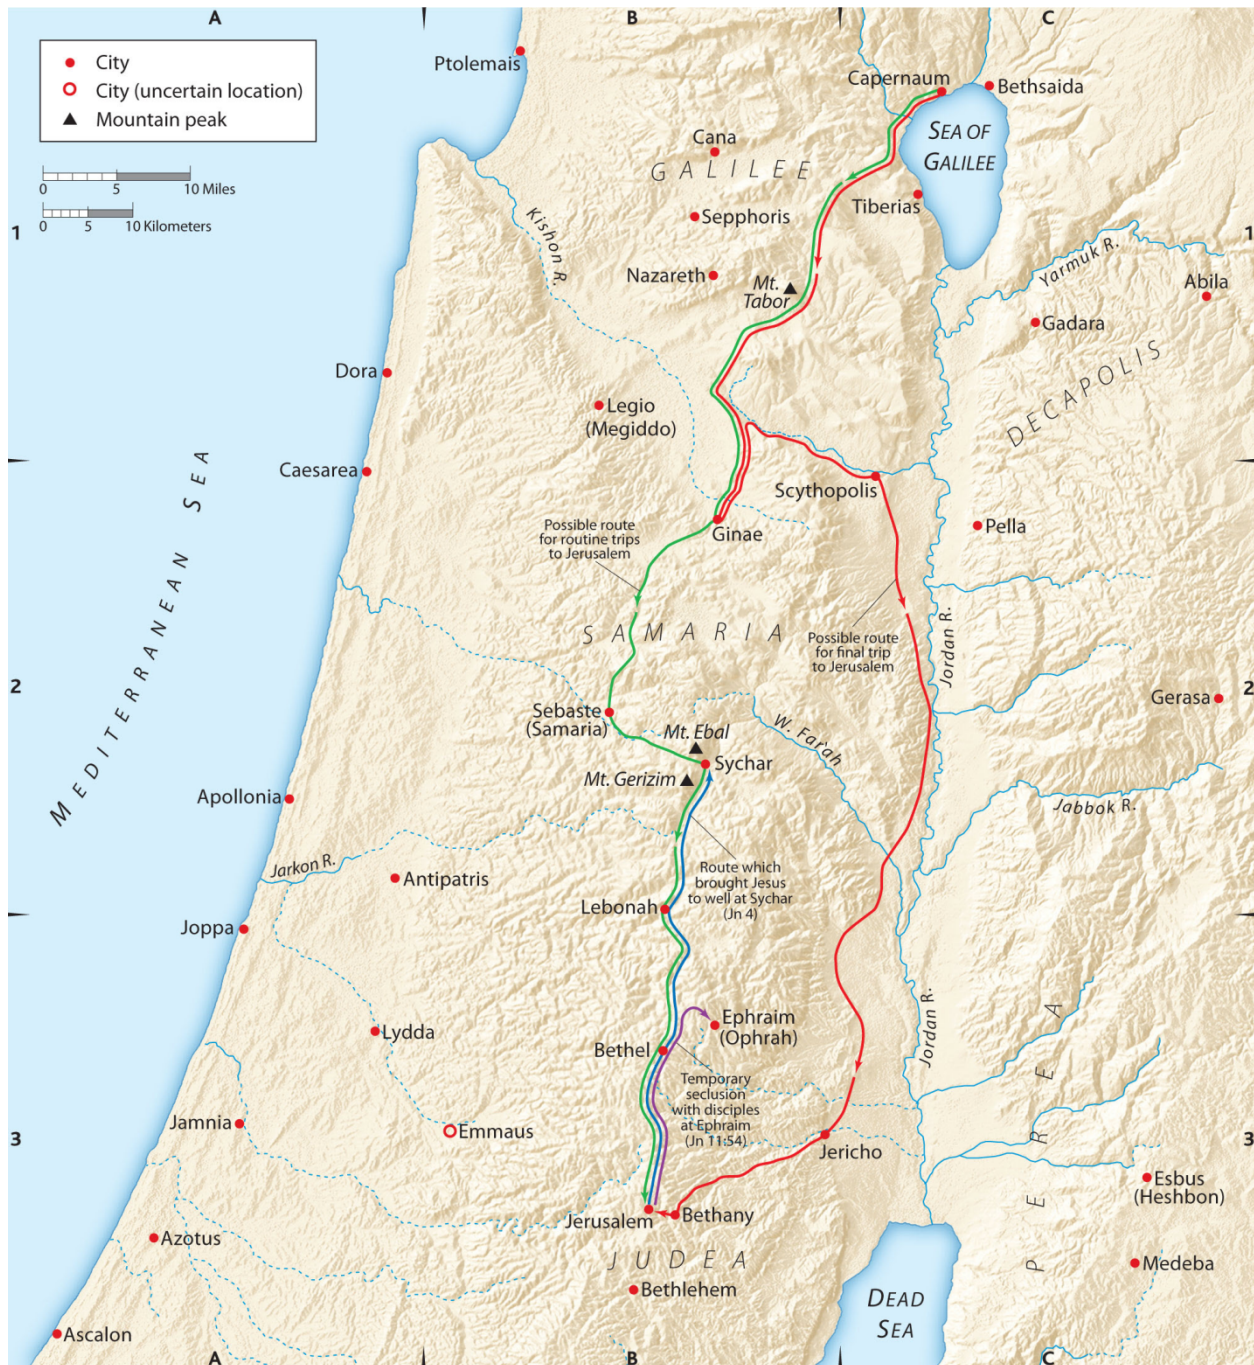 A
B
C
City
City (uncertain location)
Mountain peak
0 5 10 Miles
0 5 10 Kilometers
Ptolemais
Capernaum
Bethsaida
SEA OF
GALILEE
Cana
GALILEE
Tiberias
Sepphoris
Kishon R.
1
1
Nazareth
Mt.
Tabor
Yarmuk R.
Abila
Gadara
Dora
DECAPOLIS
Legio
(Megiddo)
Caesarea
Scythopolis
MEDITERRANEAN SEA
Ginae
Pella
Possible route
for routine trips
to Jerusalem
SAMARIA
Possible route
for final trip
to Jerusalem
Jordan R.
2
2
Gerasa
Sebaste
(Samaria)
Mt. Ebal
W. Far'ah
Sychar
Mt. Gerizim
Apollonia
Jabbok R.
Jarkon R.
Antipatris
Route which
brought Jesus
to well at Sychar
(Jn 4)
Lebonah
Joppa
Jordan R.
Ephraim
(Ophrah)
Lydda
Bethel
PEREA
Temporary
seclusion
with disciples
at Ephraim
(Jn 11:54)
Jamnia
Emmaus
3
3
Jericho
Esbus
(Heshbon)
Jerusalem
Bethany
Azotus
JUDEA
Medeba
Bethlehem
DEAD
SEA
Ascalon
A
B
C